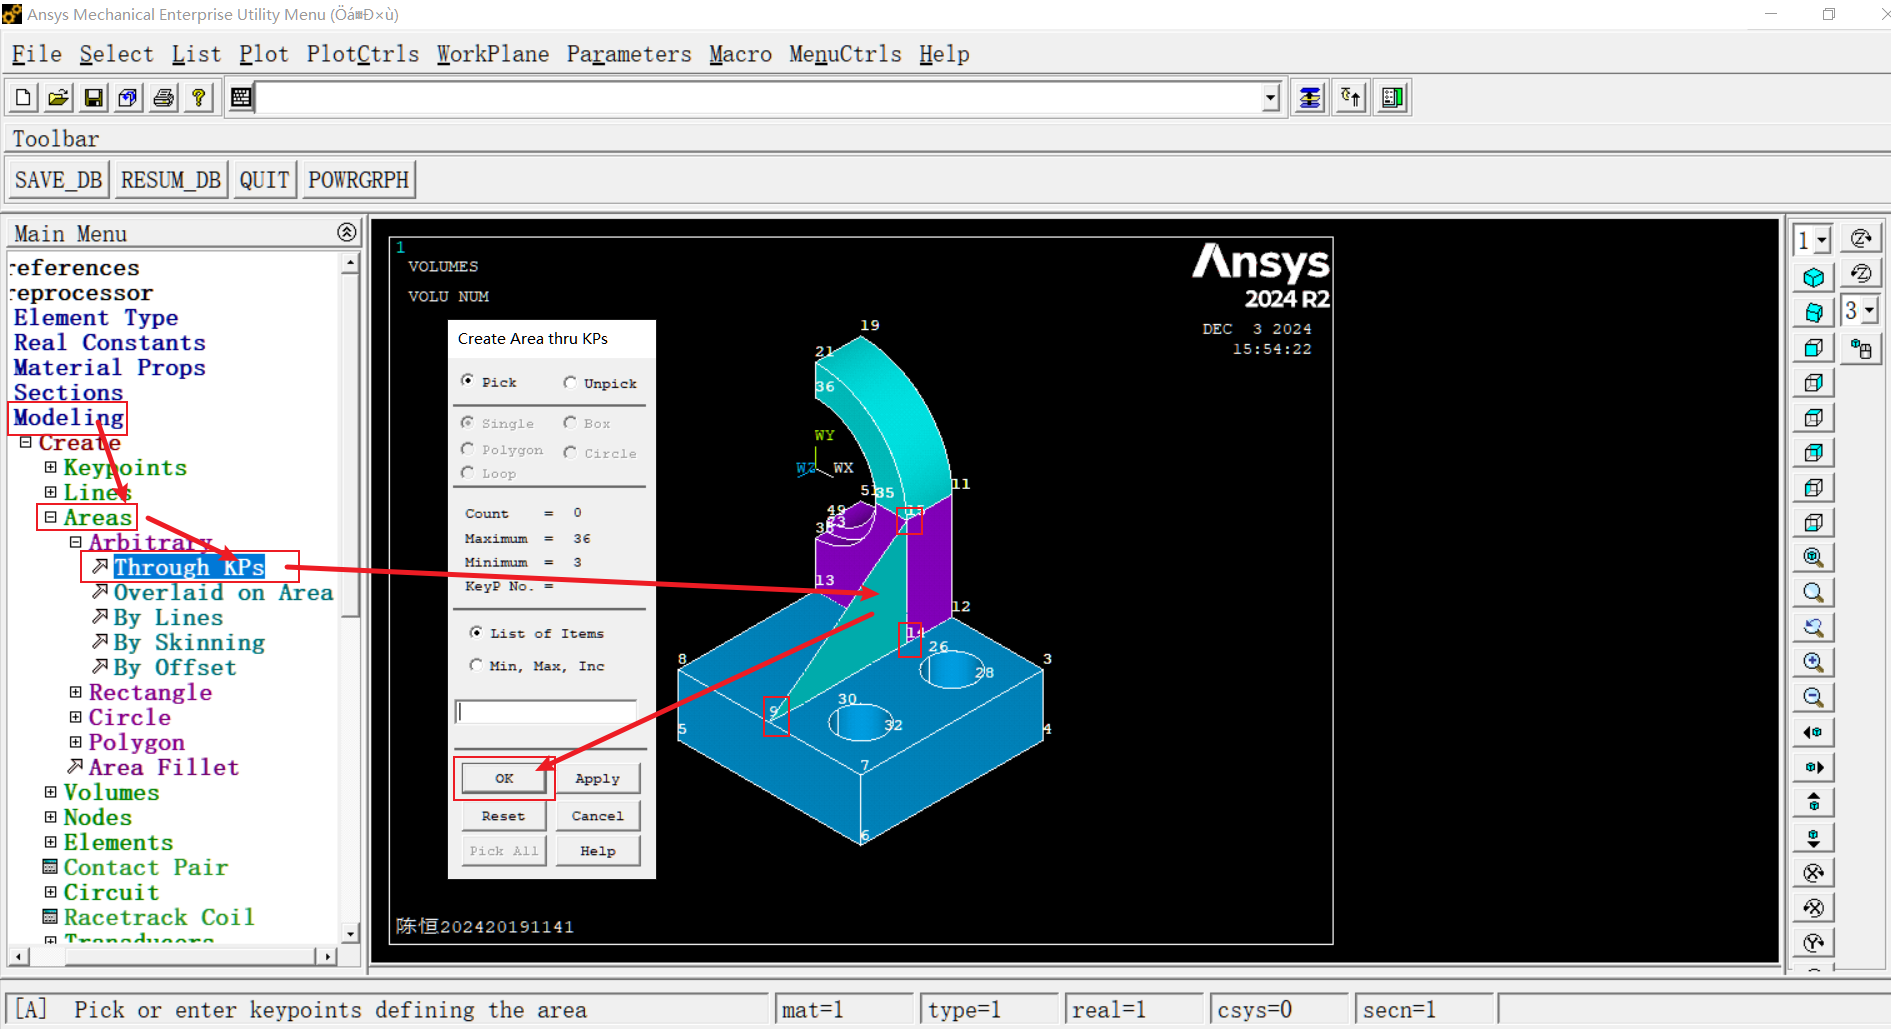 Ansys Mechanical Enterprise Utility Menu (Öá³Ð×ù)
File Select List Plot PlotCtrls WorkPlane Parameters Macro MenuCtrls Help
Toolbar
SAVE_DB RESUM_DB QUIT POWRGRPH
Main Menu
references
reprocessor
Element Type
Real Constants
Material Props
Sections
Modeling
Create
Keypoints
Lines
Areas
Arbitrary
Through KPs
Overlaid on Area
By Lines
By Skinning
By Offset
Rectangle
Circle
Polygon
Area Fillet
Volumes
Nodes
Elements
Contact Pair
Circuit
Racetrack Coil
Transducers
1
VOLUMES
VOLU NUM
Ansys
2024 R2
DEC 3 2024
15:54:22
Create Area thru KPs
Pick Unpick
Single Box
Polygon Circle
Loop
Count = 0
Maximum = 36
Minimum = 3
KeyP No. =
List of Items
Min, Max, Inc
OK Apply
Reset Cancel
Pick All Help
19
21
36
WY
WZ WX
51 35 11
49
33
13 12
14
26
8 3
28
30
9 32
5 4
7
6
陈恒202420191141
1
3
[A] Pick or enter keypoints defining the area
mat=1 type=1 real=1 csys=0 secn=1